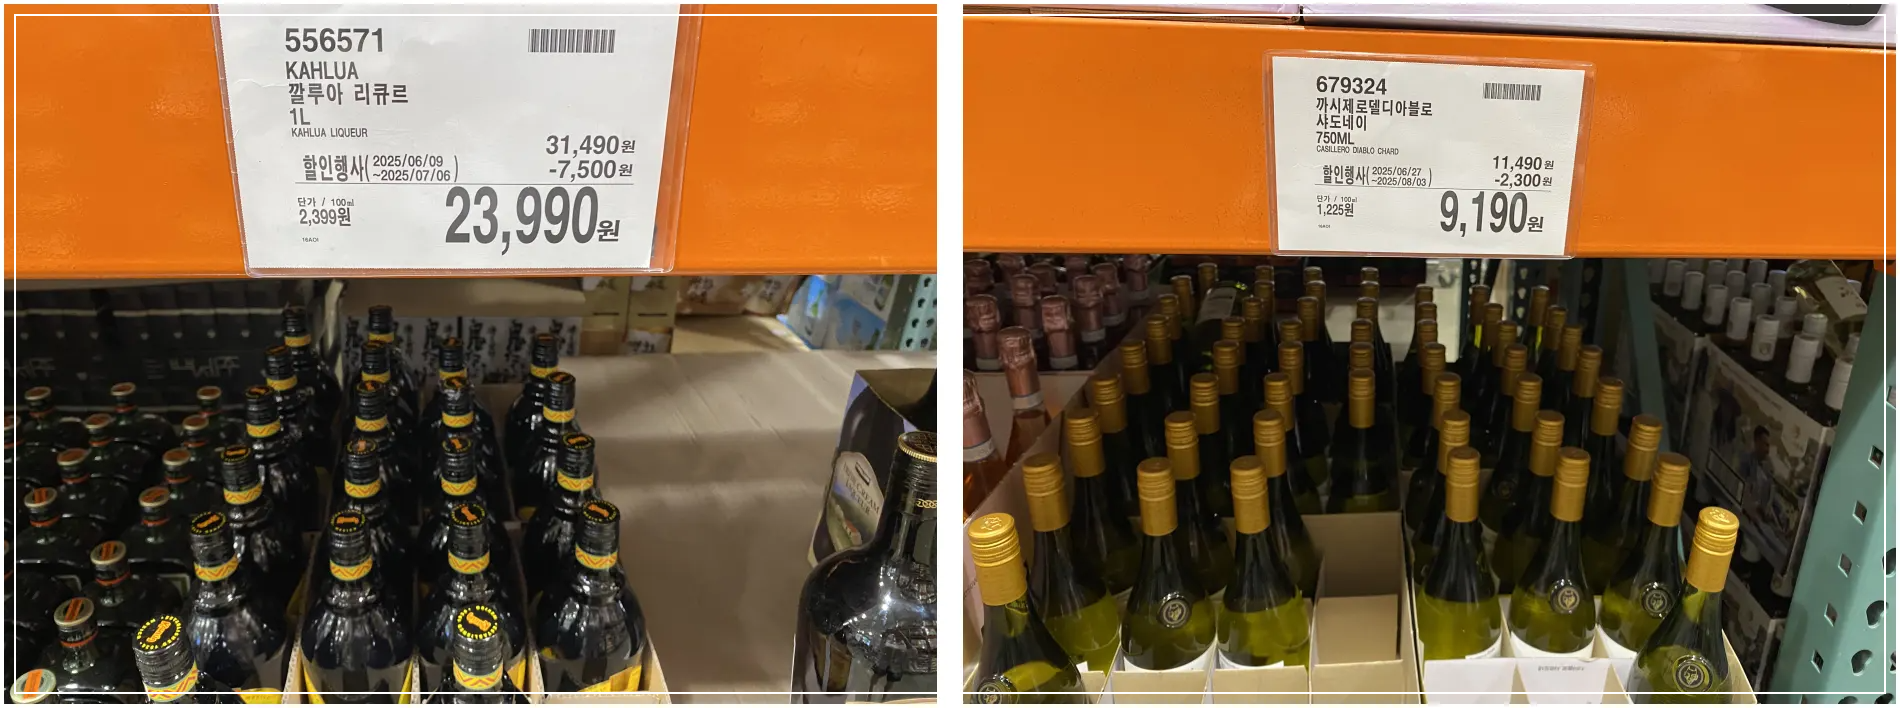 556571
KAHLUA
깔루아 리큐르
1L
KAHLUA LIQUEUR
31,490원
할인행사( 2025/06/09 ~2025/07/06 )
-7,500원
단가 / 100㎖
2,399원
23,990원
16AOI
679324
까시제로델디아블로
샤도네이
750ML
CASILLERO DIABLO CHARD
11,490원
할인행사( 2025/06/27 ~2025/08/03 )
-2,300원
단가 / 100㎖
1,225원
9,190원